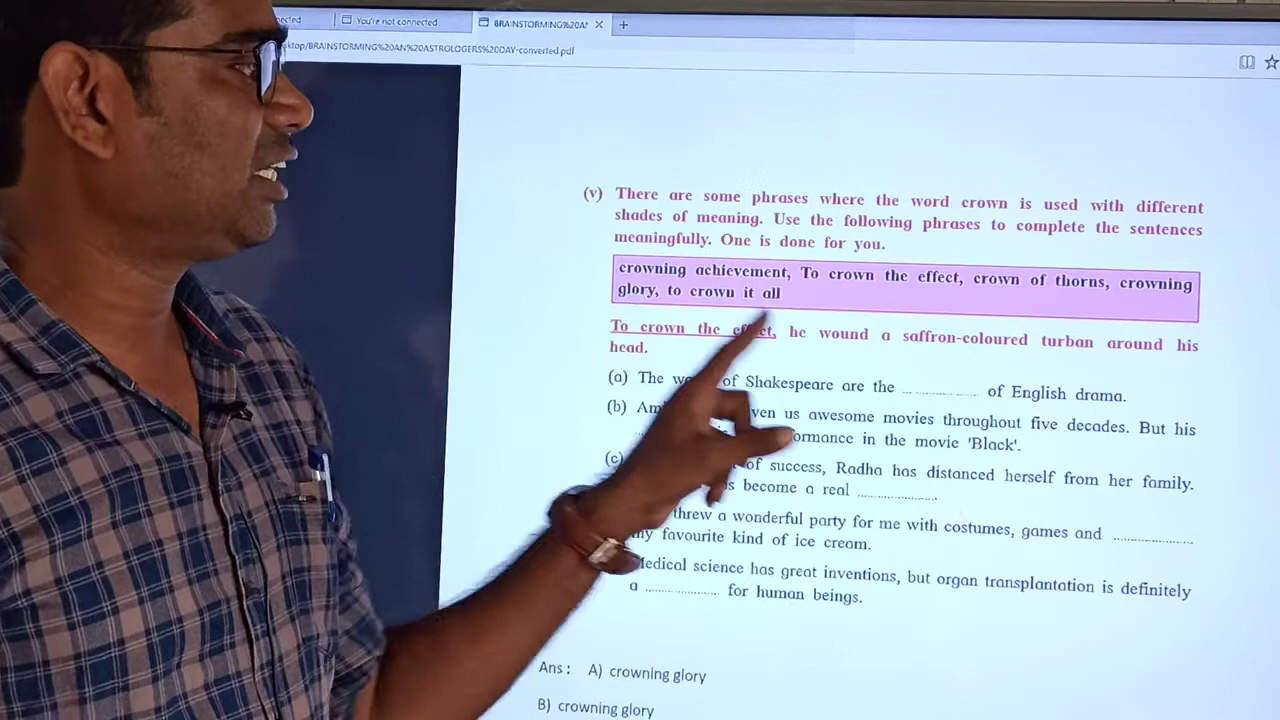 ected
You're not connected
BRAINSTORMING%20A
ktop/BRAINSTORMING%20AN%20ASTROLOGERS%20DAY-converted.pdf
(v) There are some phrases where the word crown is used with different
shades of meaning. Use the following phrases to complete the sentences
meaningfully. One is done for you.
crowning achievement, To crown the effect, crown of thorns, crowning
glory, to crown it all
To crown the effect, he wound a saffron-coloured turban around his
head.
(a) The of Shakespeare are the .................. of English drama.
(b) ven us awesome movies throughout five decades. But his
ormance in the movie 'Black'.
(c) of success, Radha has distanced herself from her family.
s become a real ..................
threw a wonderful party for me with costumes, games and ..................
my favourite kind of ice cream.
Medical science has great inventions, but organ transplantation is definitely
a .................. for human beings.
Ans : A) crowning glory
B) crowning glory